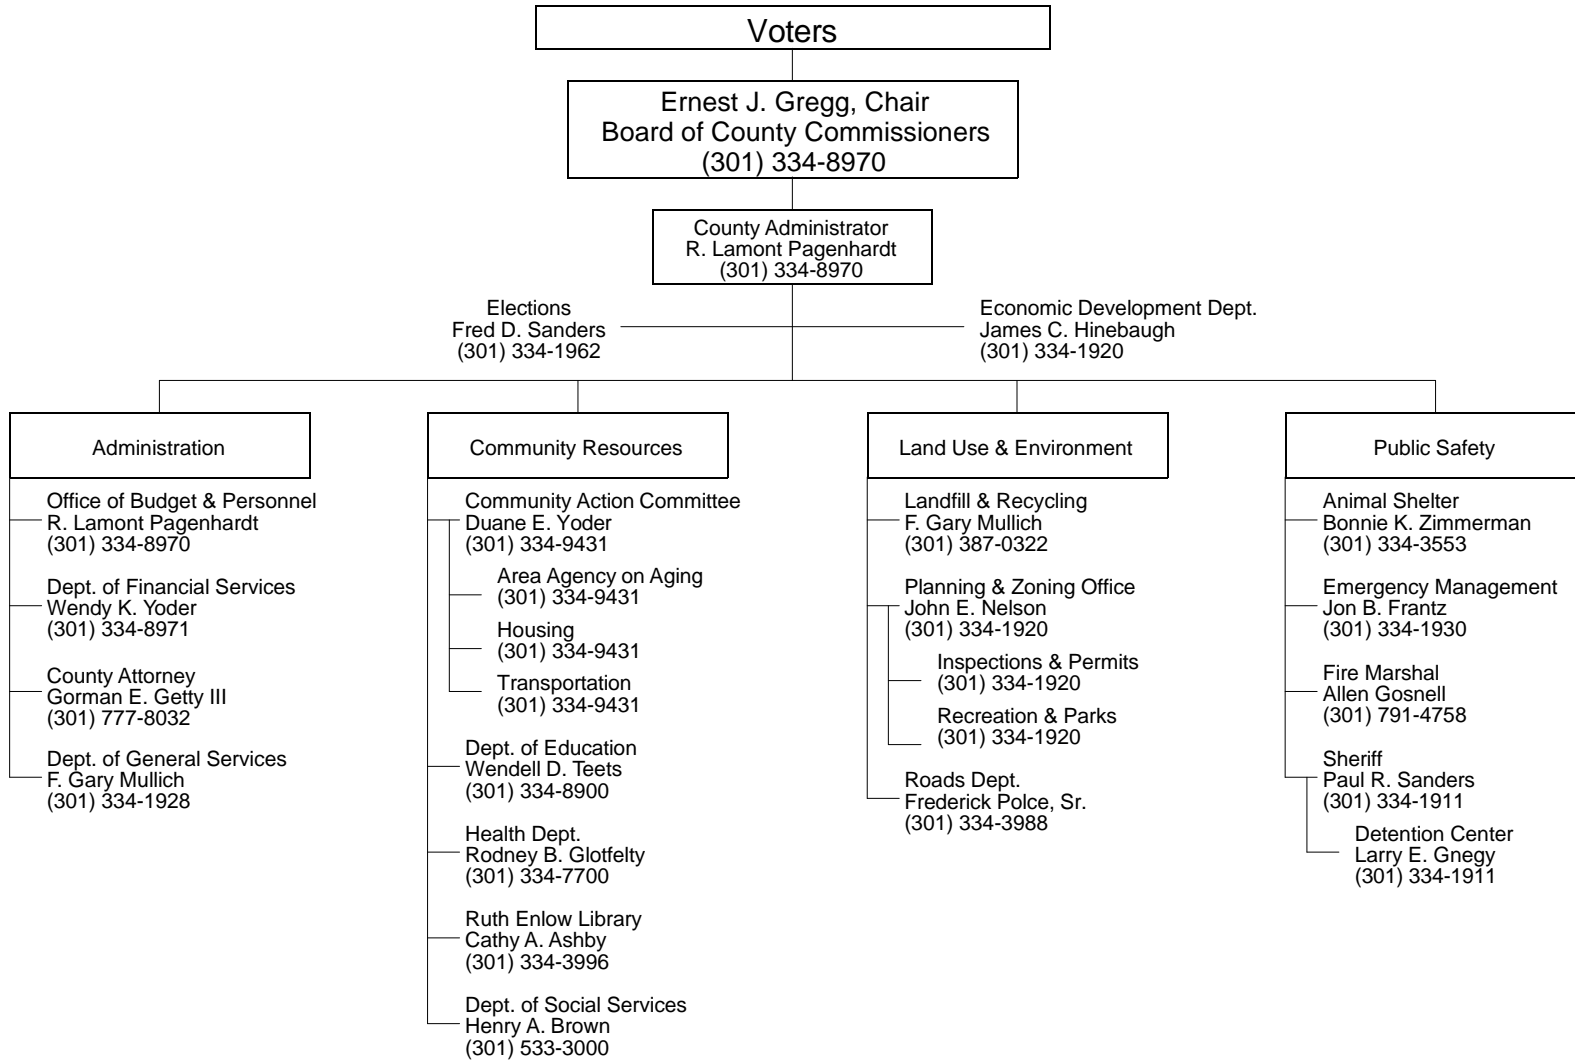 Voters
Ernest J. Gregg, Chair
Board of County Commissioners
(301) 334-8970
County Administrator
R. Lamont Pagenhardt
(301) 334-8970
Elections
Fred D. Sanders
(301) 334-1962
Economic Development Dept.
James C. Hinebaugh
(301) 334-1920
Administration
Office of Budget & Personnel
R. Lamont Pagenhardt
(301) 334-8970
Dept. of Financial Services
Wendy K. Yoder
(301) 334-8971
County Attorney
Gorman E. Getty III
(301) 777-8032
Dept. of General Services
F. Gary Mullich
(301) 334-1928
Community Resources
Community Action Committee
Duane E. Yoder
(301) 334-9431
Area Agency on Aging
(301) 334-9431
Housing
(301) 334-9431
Transportation
(301) 334-9431
Dept. of Education
Wendell D. Teets
(301) 334-8900
Health Dept.
Rodney B. Glotfelty
(301) 334-7700
Ruth Enlow Library
Cathy A. Ashby
(301) 334-3996
Dept. of Social Services
Henry A. Brown
(301) 533-3000
Land Use & Environment
Landfill & Recycling
F. Gary Mullich
(301) 387-0322
Planning & Zoning Office
John E. Nelson
(301) 334-1920
Inspections & Permits
(301) 334-1920
Recreation & Parks
(301) 334-1920
Roads Dept.
Frederick Polce, Sr.
(301) 334-3988
Public Safety
Animal Shelter
Bonnie K. Zimmerman
(301) 334-3553
Emergency Management
Jon B. Frantz
(301) 334-1930
Fire Marshal
Allen Gosnell
(301) 791-4758
Sheriff
Paul R. Sanders
(301) 334-1911
Detention Center
Larry E. Gnegy
(301) 334-1911